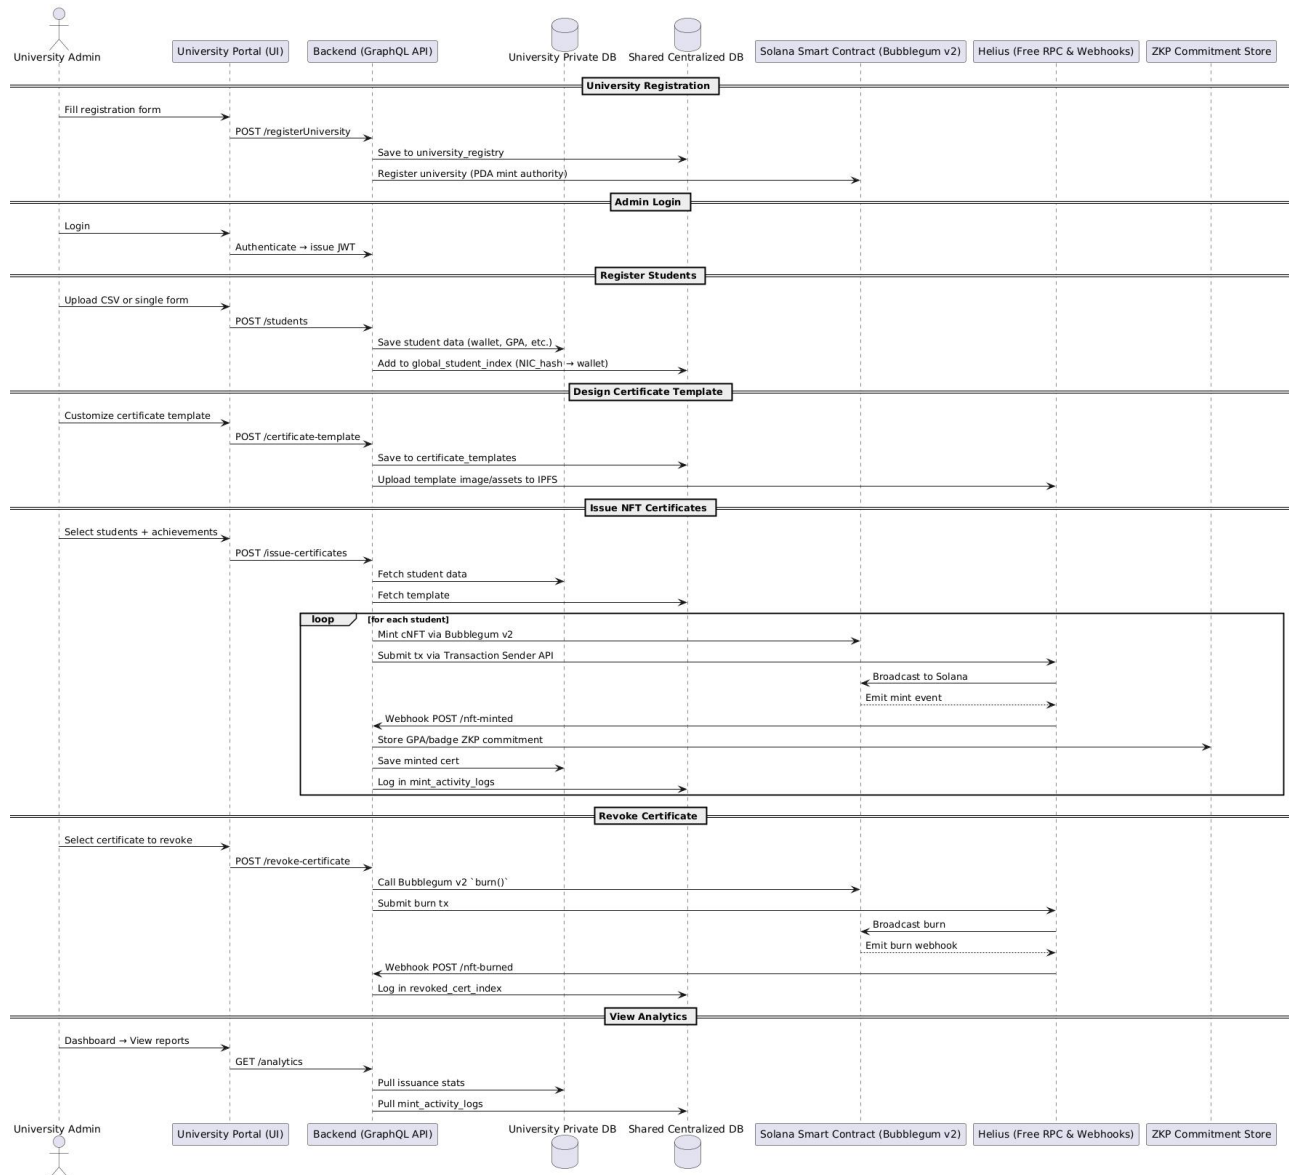 University Admin
University Portal (UI)
Backend (GraphQL API)
University Private DB
Shared Centralized DB
Solana Smart Contract (Bubblegum v2)
Helius (Free RPC & Webhooks)
ZKP Commitment Store
University Registration
Fill registration form
POST /registerUniversity
Save to university_registry
Register university (PDA mint authority)
Admin Login
Login
Authenticate → issue JWT
Register Students
Upload CSV or single form
POST /students
Save student data (wallet, GPA, etc.)
Add to global_student_index (NIC_hash → wallet)
Design Certificate Template
Customize certificate template
POST /certificate-template
Save to certificate_templates
Upload template image/assets to IPFS
Issue NFT Certificates
Select students + achievements
POST /issue-certificates
Fetch student data
Fetch template
loop [for each student]
Mint cNFT via Bubblegum v2
Submit tx via Transaction Sender API
Broadcast to Solana
Emit mint event
Webhook POST /nft-minted
Store GPA/badge ZKP commitment
Save minted cert
Log in mint_activity_logs
Revoke Certificate
Select certificate to revoke
POST /revoke-certificate
Call Bubblegum v2 `burn()`
Submit burn tx
Broadcast burn
Emit burn webhook
Webhook POST /nft-burned
Log in revoked_cert_index
View Analytics
Dashboard → View reports
GET /analytics
Pull issuance stats
Pull mint_activity_logs
University Admin
University Portal (UI)
Backend (GraphQL API)
University Private DB
Shared Centralized DB
Solana Smart Contract (Bubblegum v2)
Helius (Free RPC & Webhooks)
ZKP Commitment Store